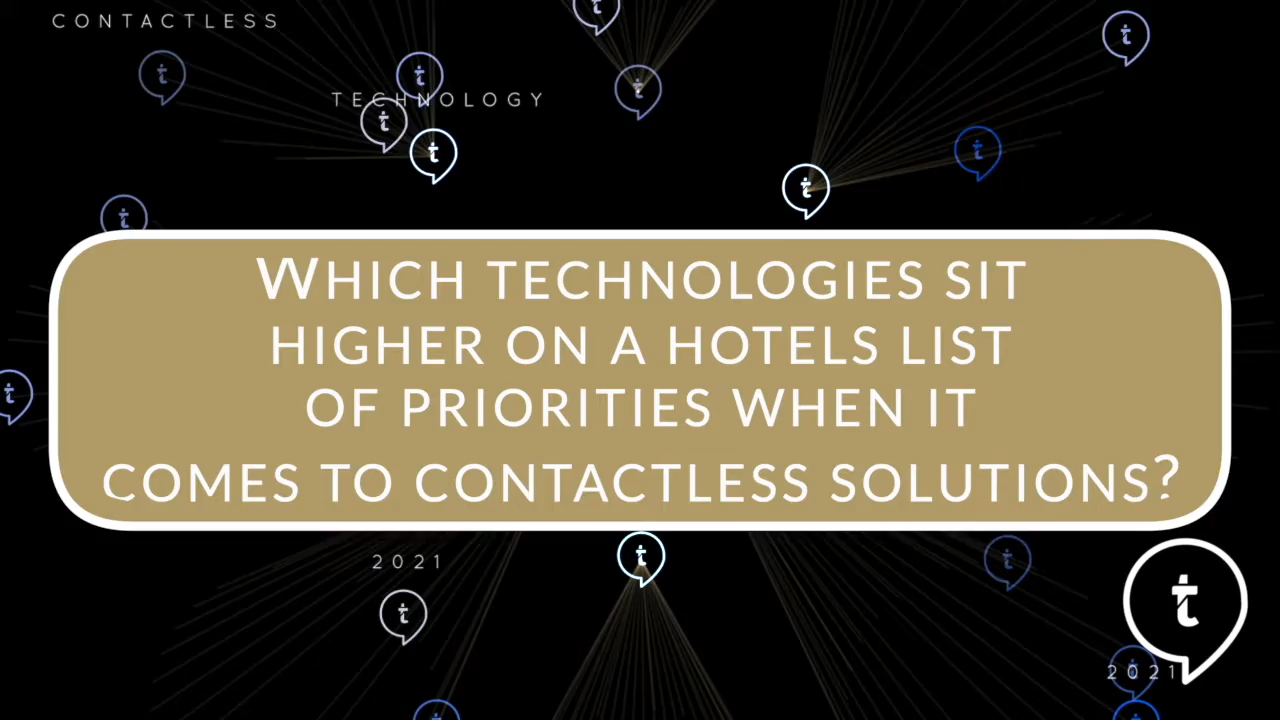 CONTACTLESS
TECHNOLOGY
WHICH TECHNOLOGIES SIT
HIGHER ON A HOTELS LIST
OF PRIORITIES WHEN IT
COMES TO CONTACTLESS SOLUTIONS?
2021
t
2021